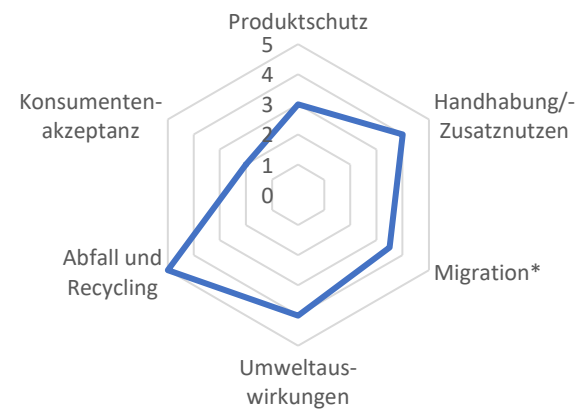 Produktschutz
5
4
3
2
1
0
Handhabung/-
Zusatznutzen
Migration*
Umweltaus-
wirkungen
Abfall und
Recycling
Konsumenten-
akzeptanz